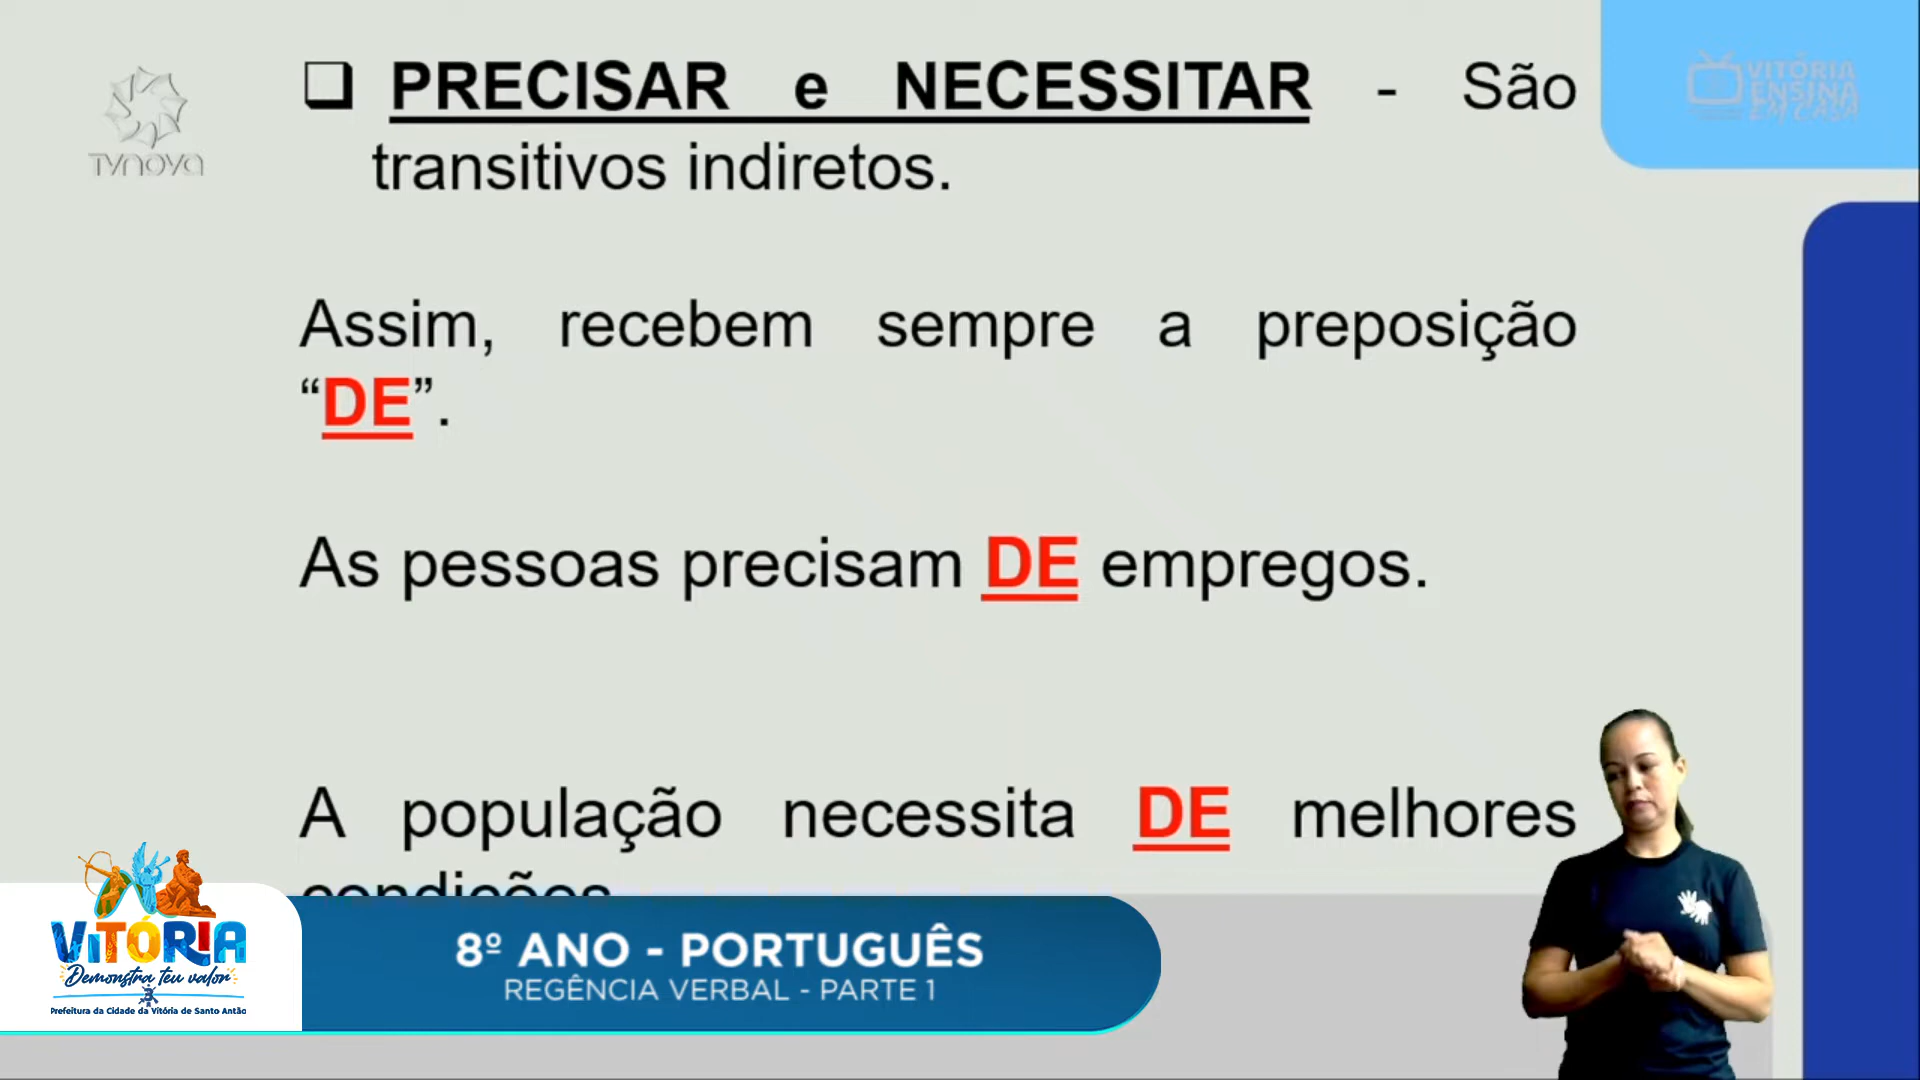 PRECISAR e NECESSITAR - São
transitivos indiretos.
Assim, recebem sempre a preposição
“DE”.
As pessoas precisam DE empregos.
A população necessita DE melhores
condições
TVNOVA
VITÓRIA
ENSINA
EM CASA
VITÓRIA
Demonstra teu valor
Prefeitura da Cidade da Vitória de Santo Antão
8º ANO - PORTUGUÊS
REGÊNCIA VERBAL - PARTE 1